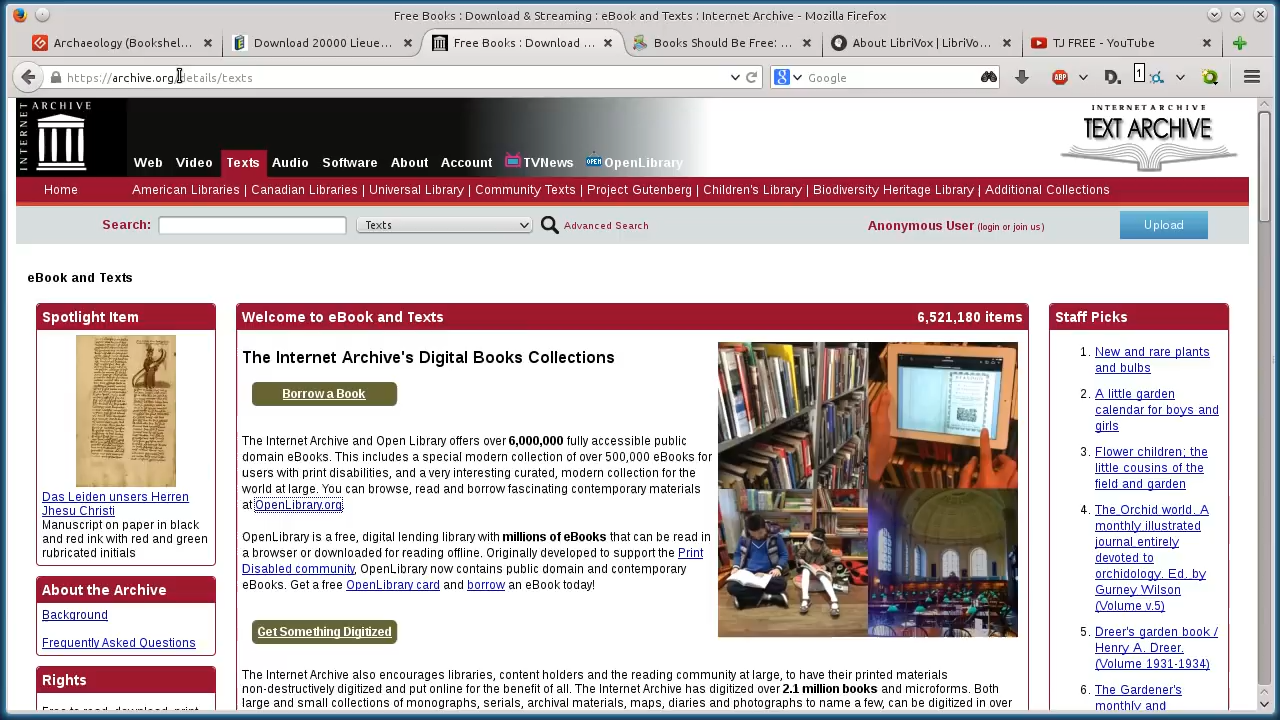 Free Books : Download & Streaming : eBook and Texts : Internet Archive - Mozilla Firefox
Archaeology (Bookshel...
Download 20000 Lieue...
Free Books : Download ...
Books Should Be Free: ...
About LibriVox | LibriVo...
TJ FREE - YouTube
https://archive.org/details/texts
Google
ABP
D.
1
INTERNET ARCHIVE
TEXT ARCHIVE
INTERNET ARCHIVE
Web Video Texts Audio Software About Account TVNews OPEN OpenLibrary
Home American Libraries | Canadian Libraries | Universal Library | Community Texts | Project Gutenberg | Children's Library | Biodiversity Heritage Library | Additional Collections
Search: Texts Advanced Search Anonymous User (login or join us) Upload
eBook and Texts
Spotlight Item
Das Leiden unsers Herren
Jhesu Christi
Manuscript on paper in black
and red ink with red and green
rubricated initials
About the Archive
Background
Frequently Asked Questions
Rights
Welcome to eBook and Texts 6,521,180 items
The Internet Archive's Digital Books Collections
Borrow a Book
The Internet Archive and Open Library offers over 6,000,000 fully accessible public
domain eBooks. This includes a special modern collection of over 500,000 eBooks for
users with print disabilities, and a very interesting curated, modern collection for the
world at large. You can browse, read and borrow fascinating contemporary materials
at OpenLibrary.org.
OpenLibrary is a free, digital lending library with millions of eBooks that can be read in
a browser or downloaded for reading offline. Originally developed to support the Print
Disabled community, OpenLibrary now contains public domain and contemporary
eBooks. Get a free OpenLibrary card and borrow an eBook today!
Get Something Digitized
The Internet Archive also encourages libraries, content holders and the reading community at large, to have their printed materials
non-destructively digitized and put online for the benefit of all. The Internet Archive has digitized over 2.1 million books and microforms. Both
large and small collections of monographs, serials, archival materials, maps, diaries and photographs to name a few, can be digitized in over
Staff Picks
1. New and rare plants
and bulbs
2. A little garden
calendar for boys and
girls
3. Flower children; the
little cousins of the
field and garden
4. The Orchid world. A
monthly illustrated
journal entirely
devoted to
orchidology. Ed. by
Gurney Wilson
(Volume v.5)
5. Dreer's garden book /
Henry A. Dreer.
(Volume 1931-1934)
6. The Gardener's
monthly and